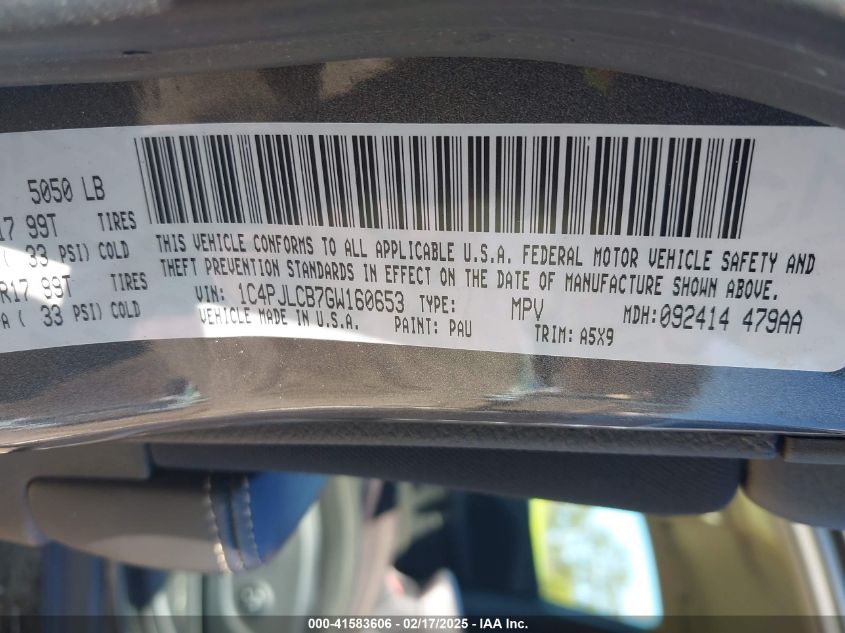 5050 LB
17 99T TIRES
( 33 PSI) COLD
R17 99T TIRES
A ( 33 PSI) COLD
THIS VEHICLE CONFORMS TO ALL APPLICABLE U.S.A. FEDERAL MOTOR VEHICLE SAFETY AND
THEFT PREVENTION STANDARDS IN EFFECT ON THE DATE OF MANUFACTURE SHOWN ABOVE.
VIN: 1C4PJLCB7GW160653 TYPE: MPV MDH:092414 479AA
VEHICLE MADE IN U.S.A. PAINT: PAU TRIM: A5X9
000-41583606 - 02/17/2025 - IAA Inc.